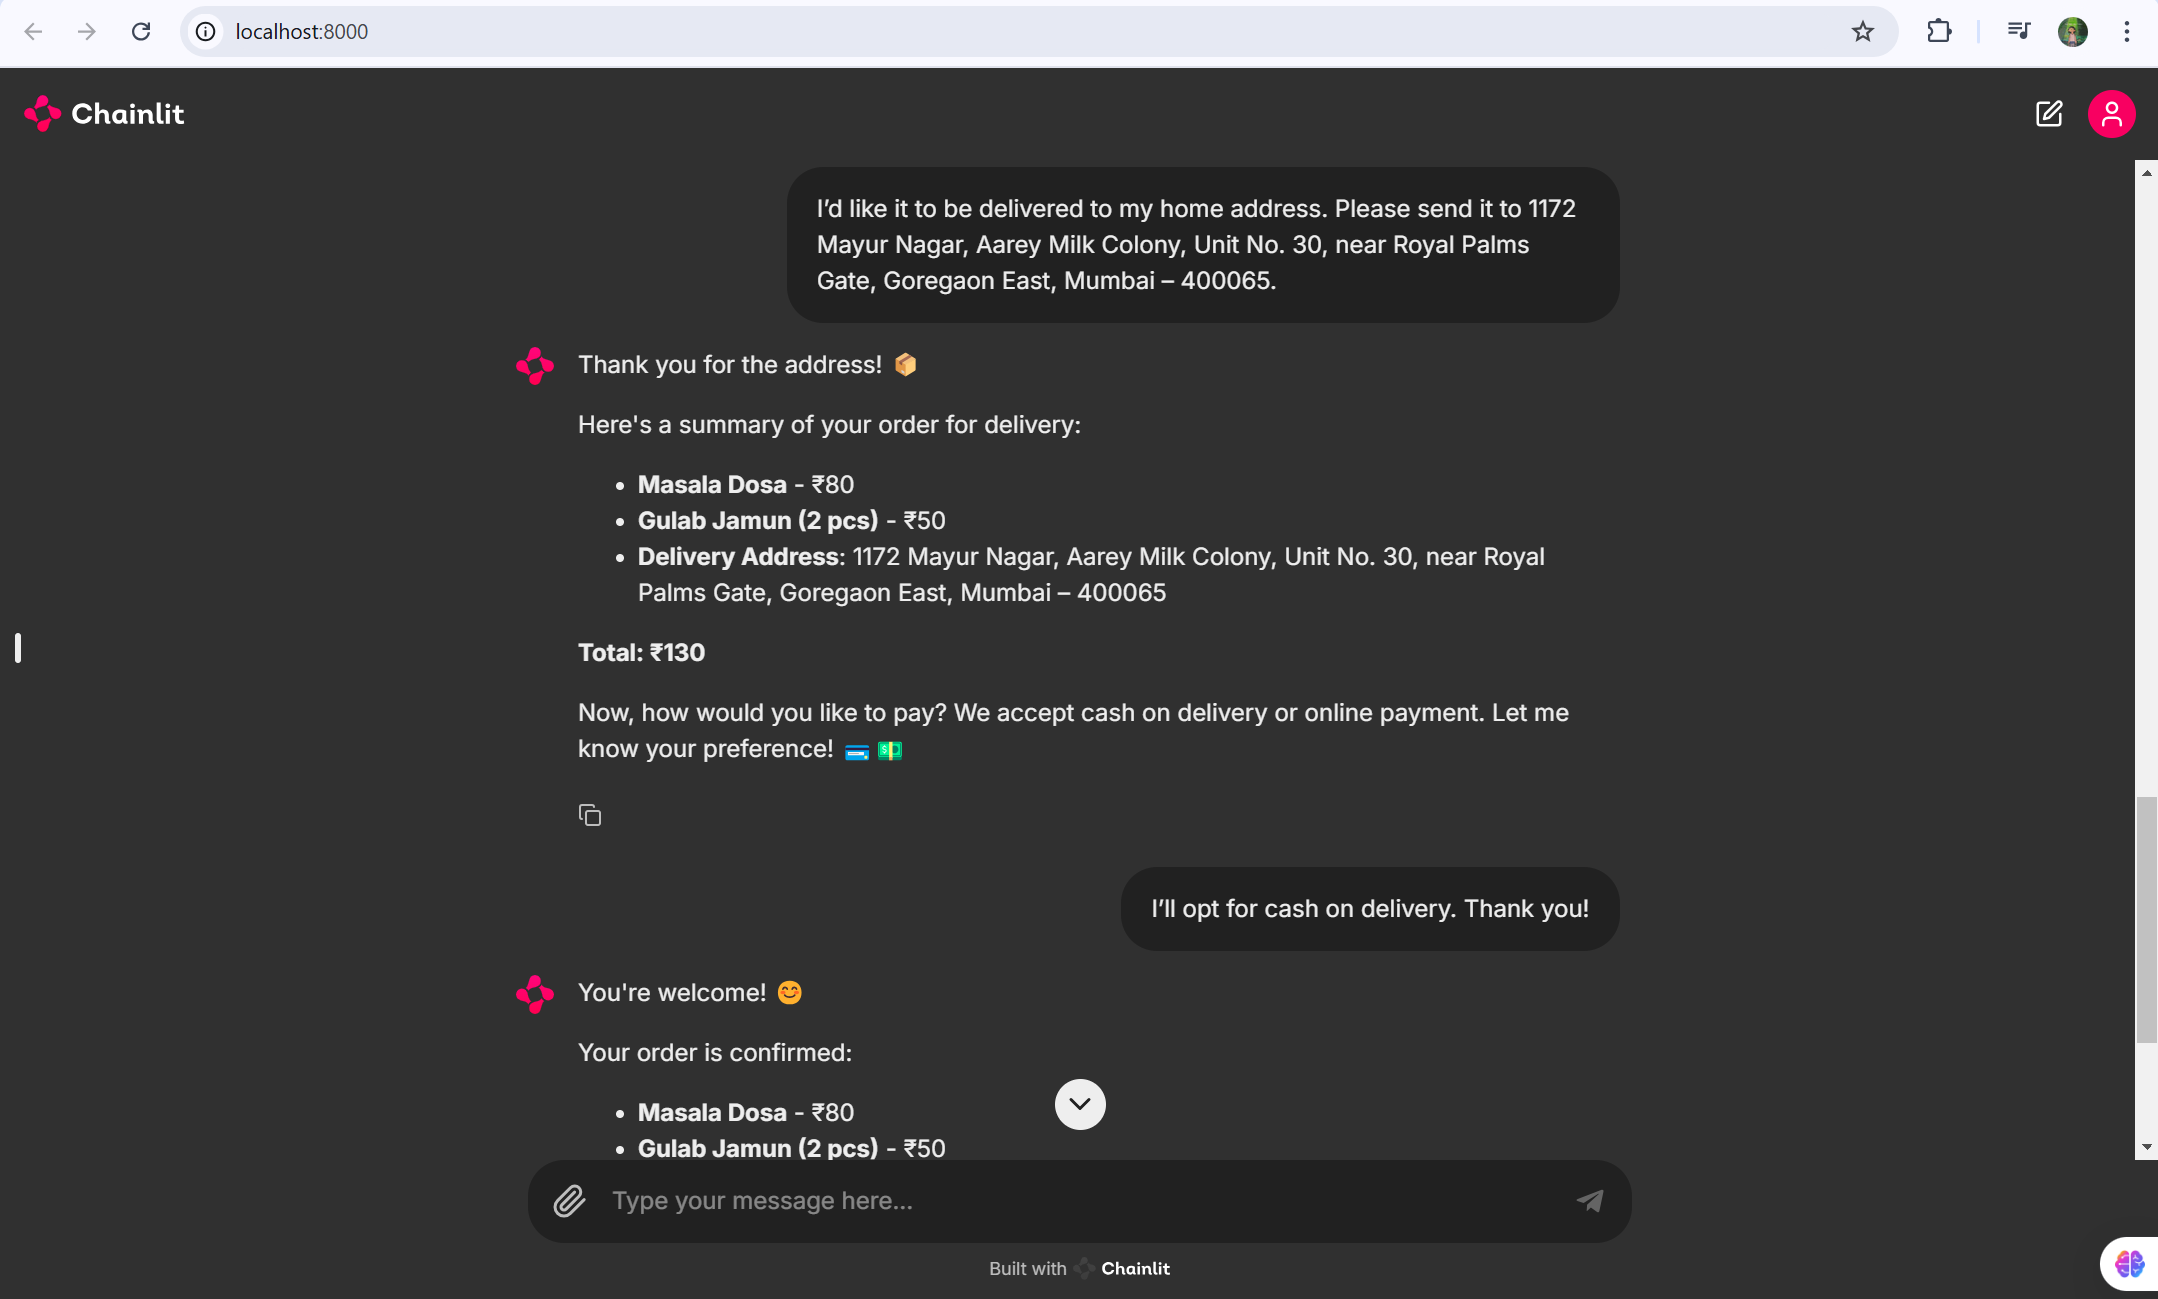 localhost:8000
Chainlit
I’d like it to be delivered to my home address. Please send it to 1172
Mayur Nagar, Aarey Milk Colony, Unit No. 30, near Royal Palms
Gate, Goregaon East, Mumbai – 400065.
Thank you for the address! 📦
Here's a summary of your order for delivery:
• Masala Dosa - ₹80
• Gulab Jamun (2 pcs) - ₹50
• Delivery Address: 1172 Mayur Nagar, Aarey Milk Colony, Unit No. 30, near Royal
Palms Gate, Goregaon East, Mumbai – 400065
Total: ₹130
Now, how would you like to pay? We accept cash on delivery or online payment. Let me
know your preference! 💳 💵
I’ll opt for cash on delivery. Thank you!
You're welcome! 😊
Your order is confirmed:
• Masala Dosa - ₹80
• Gulab Jamun (2 pcs) - ₹50
Type your message here...
Built with Chainlit